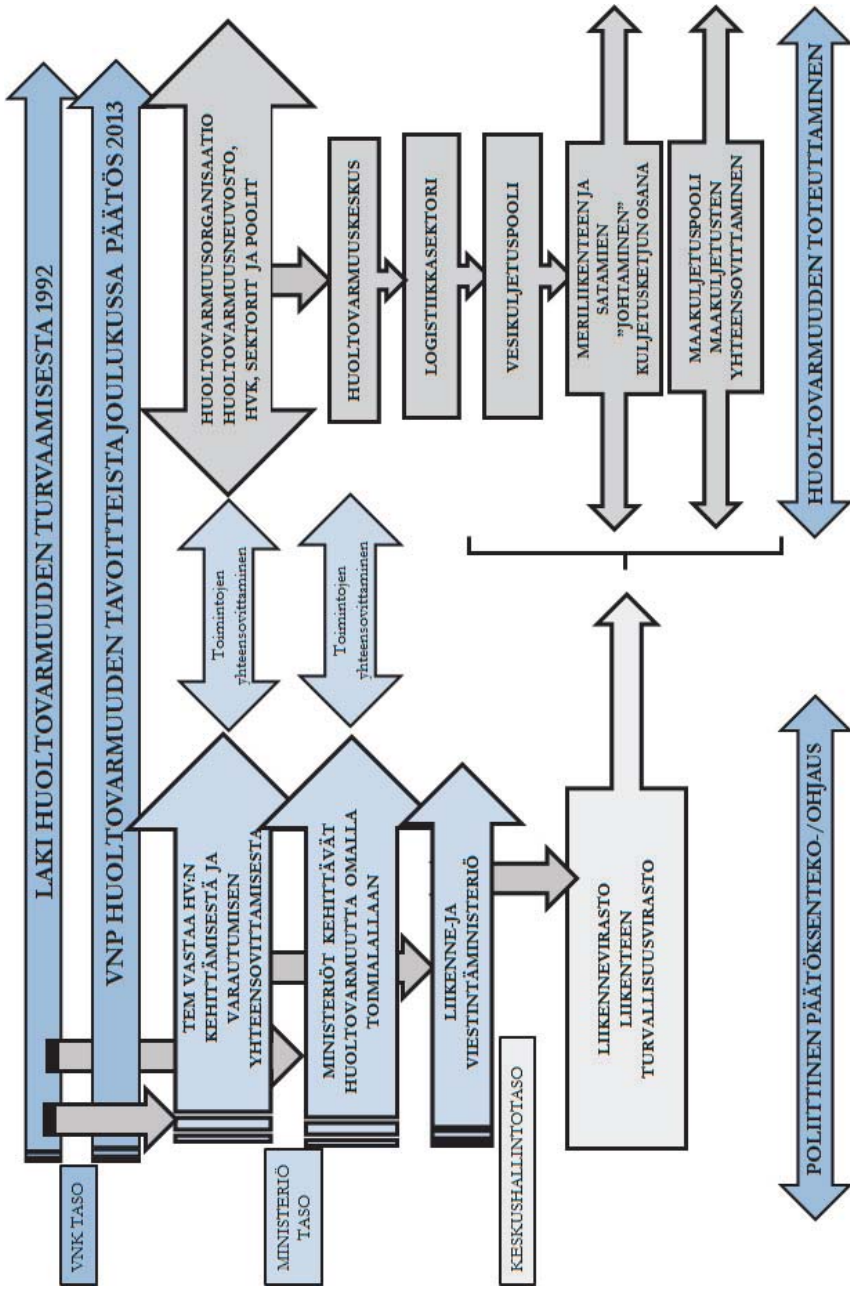 LAKI HUOLTOVARMUUDEN TURVAAMISESTA 1992
VNK TASO
VNP HUOLTOVARMUUDEN TAVOITTEISTA JOULUKUSSA PÄÄTÖS 2013
TEM VASTAA HV:N
KEHITTÄMISESTÄ JA
VARAUTUMISEN
YHTEENSOVITTAMISESTA
Toimintojen
yhteensovittaminen
HUOLTOVARMUUSORGANISAATIO
HUOLTOVARMUUSNEUVOSTO,
HVK, SEKTORIT JA POOLIT
MINISTERIÖ
TASO
MINISTERIÖT KEHITTÄVÄT
HUOLTOVARMUUTTA OMALLA
TOIMIALALLAAN
Toimintojen
yhteensovittaminen
HUOLTOVARMUUSKESKUS
LOGISTIIKKASEKTORI
LIIKENNE-JA
VIESTINTÄMINISTERIÖ
VESIKULJETUSPOOLI
KESKUSHALLINTOTASO
LIIKENNEVIRASTO
LIIKENTEEN
TURVALLISUUSVIRASTO
MERILIIKENTEEN JA
SATAMIEN
”JOHTAMINEN”
KULJETUSKETJUN OSANA
MAAKULJETUSPOOLI
MAAKULJETUSTEN
YHTEENSOVITTAMINEN
POLIITTINEN PÄÄTÖKSENTEKO- / OHJAUS
HUOLTOVARMUUDEN TOTEUTTAMINEN